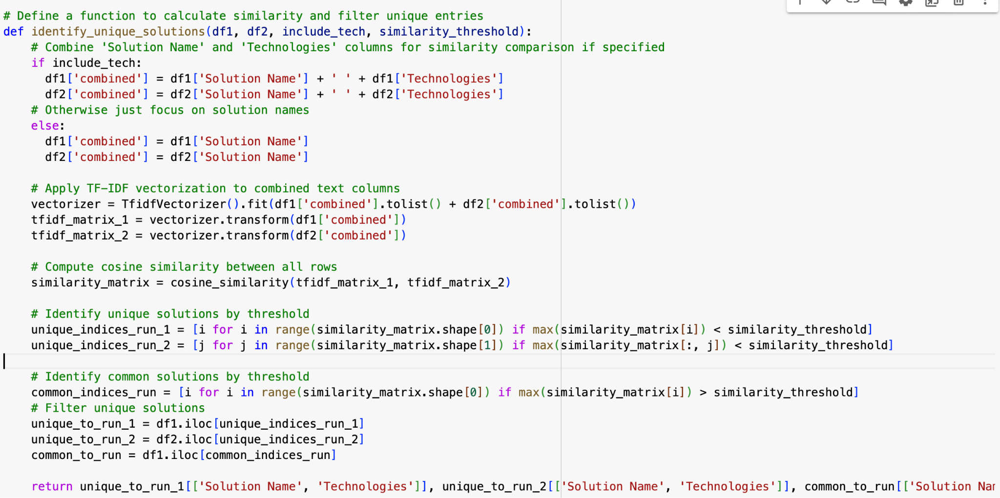 # Define a function to calculate similarity and filter unique entries
def identify_unique_solutions(df1, df2, include_tech, similarity_threshold):
    # Combine 'Solution Name' and 'Technologies' columns for similarity comparison if specified
    if include_tech:
      df1['combined'] = df1['Solution Name'] + ' ' + df1['Technologies']
      df2['combined'] = df2['Solution Name'] + ' ' + df2['Technologies']
    # Otherwise just focus on solution names
    else:
      df1['combined'] = df1['Solution Name']
      df2['combined'] = df2['Solution Name']
    # Apply TF-IDF vectorization to combined text columns
    vectorizer = TfidfVectorizer().fit(df1['combined'].tolist() + df2['combined'].tolist())
    tfidf_matrix_1 = vectorizer.transform(df1['combined'])
    tfidf_matrix_2 = vectorizer.transform(df2['combined'])
    # Compute cosine similarity between all rows
    similarity_matrix = cosine_similarity(tfidf_matrix_1, tfidf_matrix_2)
    # Identify unique solutions by threshold
    unique_indices_run_1 = [i for i in range(similarity_matrix.shape[0]) if max(similarity_matrix[i]) < similarity_threshold]
    unique_indices_run_2 = [j for j in range(similarity_matrix.shape[1]) if max(similarity_matrix[:, j]) < similarity_threshold]
    # Identify common solutions by threshold
    common_indices_run = [i for i in range(similarity_matrix.shape[0]) if max(similarity_matrix[i]) > similarity_threshold]
    # Filter unique solutions
    unique_to_run_1 = df1.iloc[unique_indices_run_1]
    unique_to_run_2 = df2.iloc[unique_indices_run_2]
    common_to_run = df1.iloc[common_indices_run]
    return unique_to_run_1[['Solution Name', 'Technologies']], unique_to_run_2[['Solution Name', 'Technologies']], common_to_run[['Solution